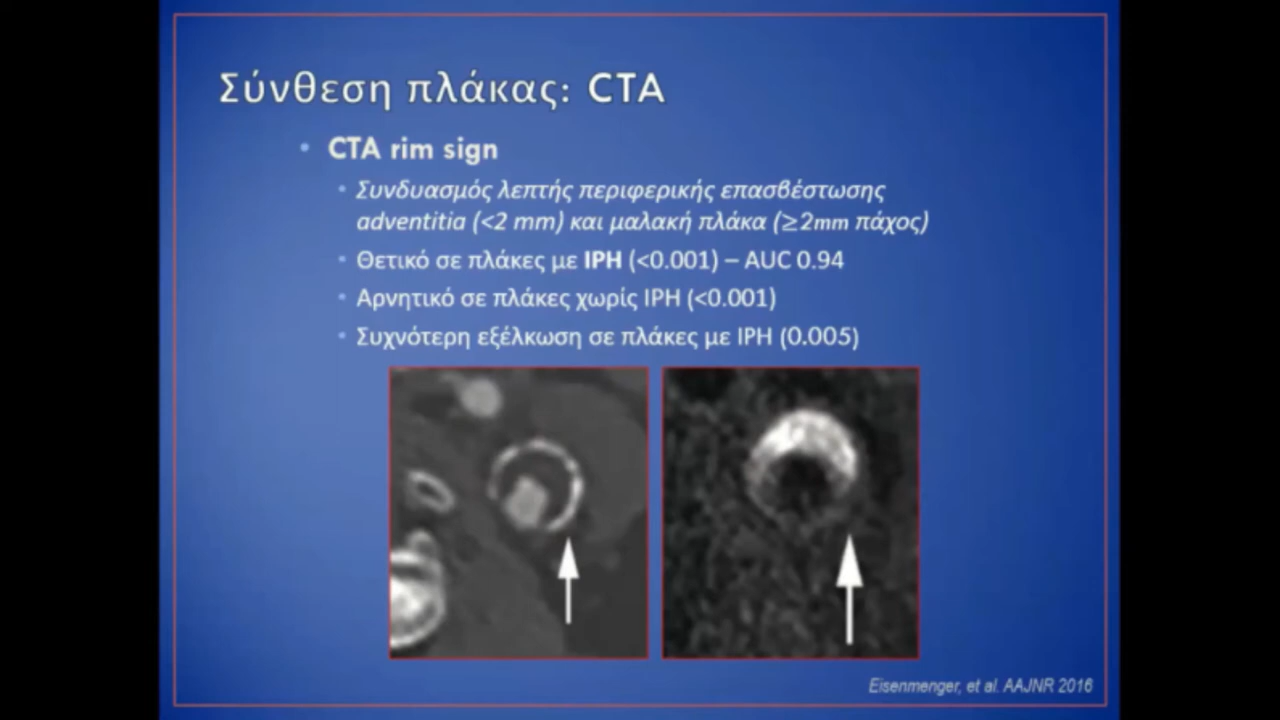 Σύνθεση πλάκας: CTA
• CTA rim sign
• Συνδυασμός λεπτής περιφερικής επασβέστωσης
adventitia (<2 mm) και μαλακή πλάκα (≥2mm πάχος)
• Θετικό σε πλάκες με IPH (<0.001) – AUC 0.94
• Αρνητικό σε πλάκες χωρίς IPH (<0.001)
• Συχνότερη εξέλκωση σε πλάκες με IPH (0.005)
Eisenmenger, et al. AAJNR 2016